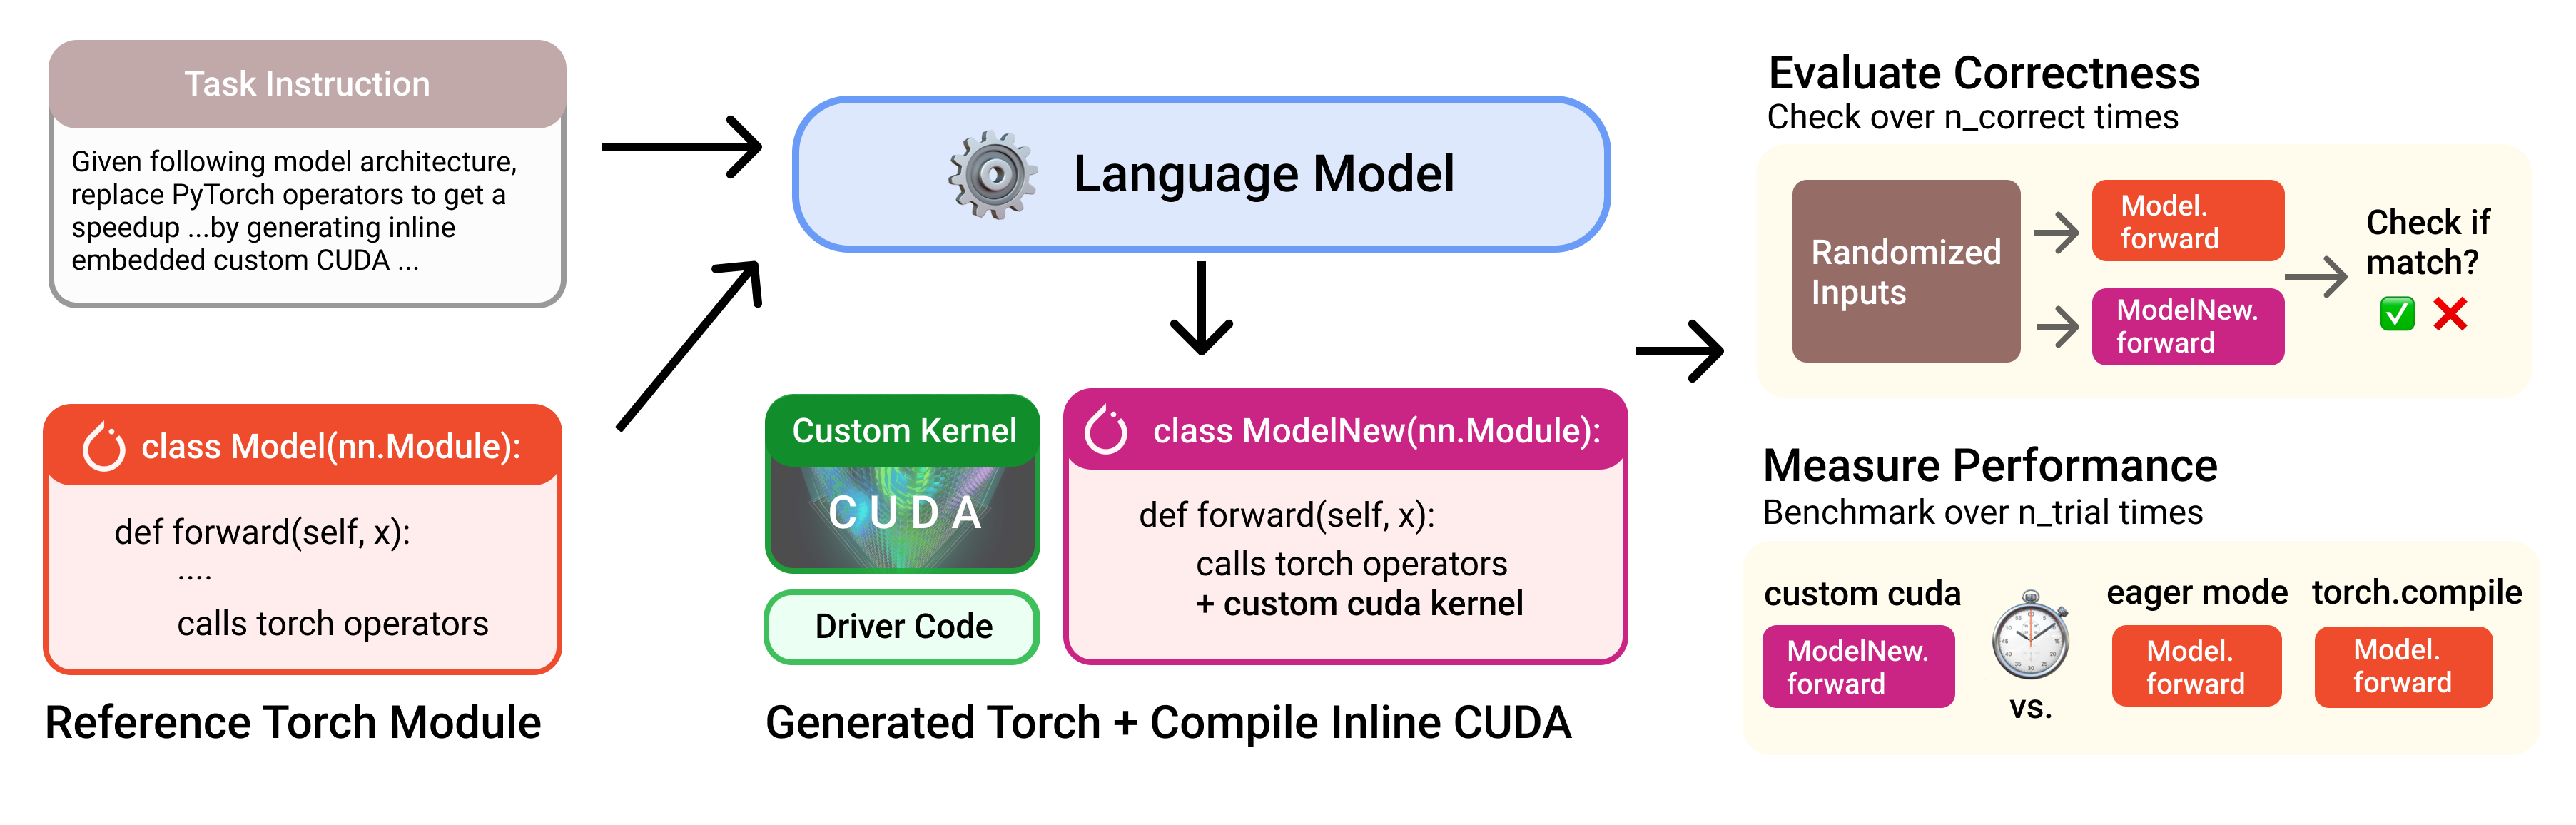 Task Instruction
Given following model architecture,
replace PyTorch operators to get a
speedup ...by generating inline
embedded custom CUDA ...
class Model(nn.Module):
def forward(self, x):
....
calls torch operators
Reference Torch Module
Language Model
Custom Kernel
CUDA
Driver Code
class ModelNew(nn.Module):
def forward(self, x):
calls torch operators
+ custom cuda kernel
Generated Torch + Compile Inline CUDA
Evaluate Correctness
Check over n_correct times
Randomized
Inputs
Model.
forward
ModelNew.
forward
Check if
match?
Measure Performance
Benchmark over n_trial times
custom cuda
ModelNew.
forward
vs.
eager mode
Model.
forward
torch.compile
Model.
forward